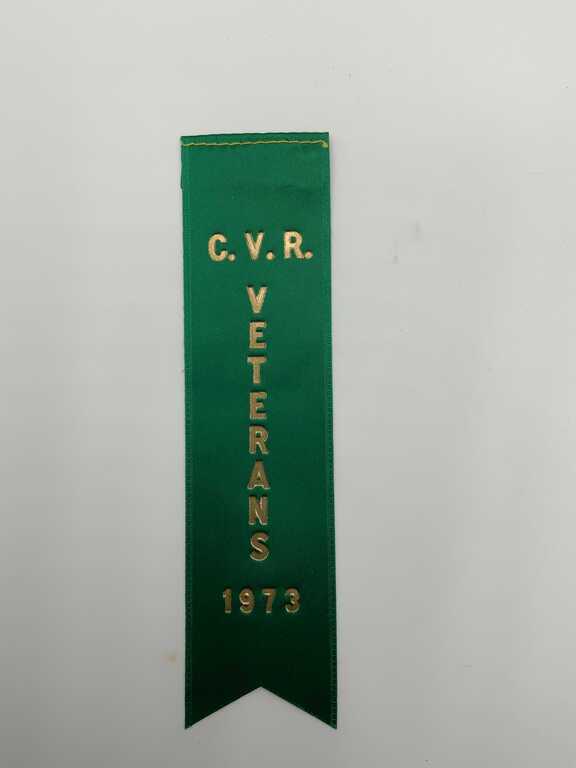 C. V. R.
VETERANS
1973